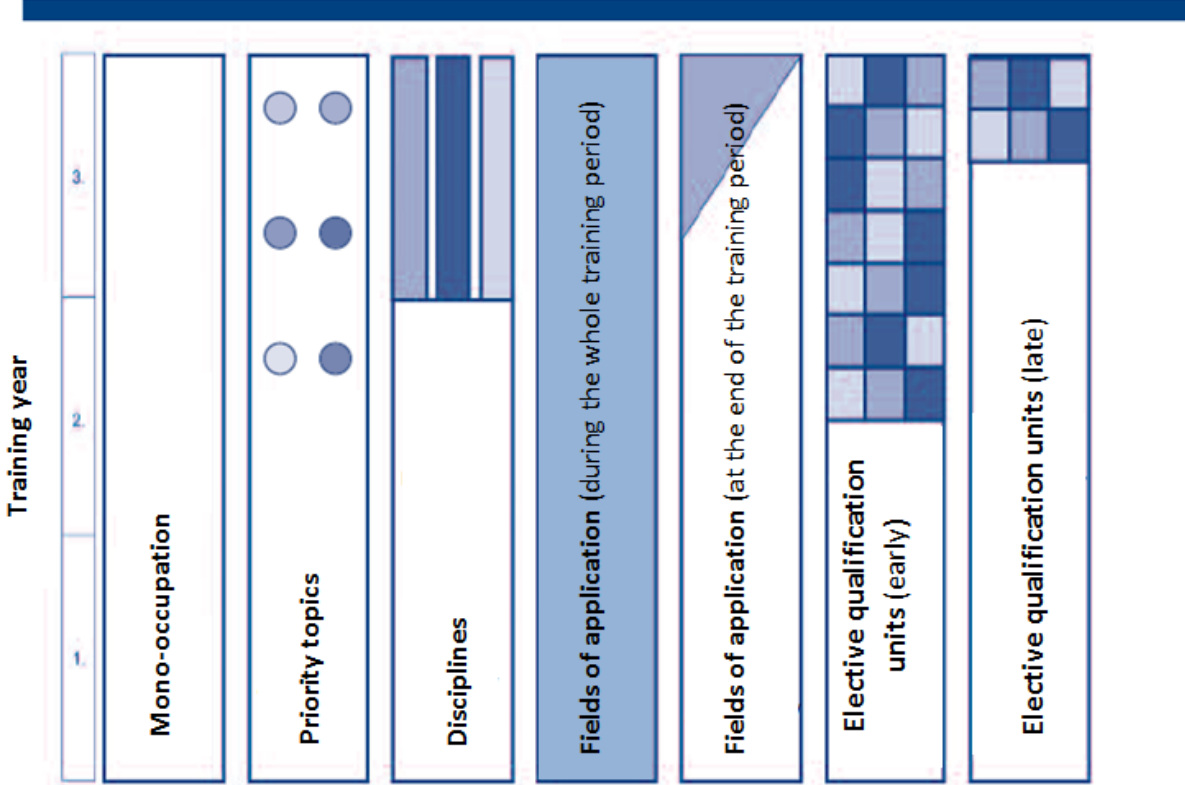 Training year
3.
2.
1.
Mono-occupation
Priority topics
Disciplines
Fields of application (during the whole training period)
Fields of application (at the end of the training period)
Elective qualification
units (early)
Elective qualification units (late)